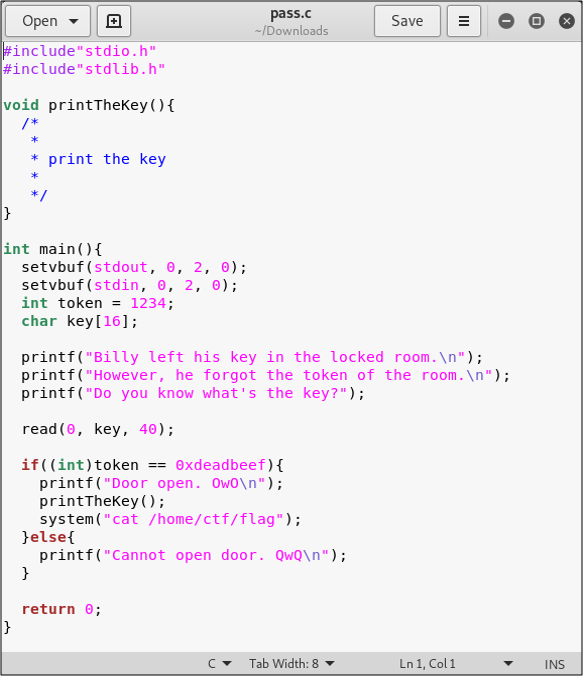 Open
pass.c
~/Downloads
Save
#include"stdio.h"
#include"stdlib.h"
void printTheKey(){
/*
*
* print the key
*
*/
}
int main(){
setvbuf(stdout, 0, 2, 0);
setvbuf(stdin, 0, 2, 0);
int token = 1234;
char key[16];
printf("Billy left his key in the locked room.\n");
printf("However, he forgot the token of the room.\n");
printf("Do you know what's the key?");
read(0, key, 40);
if((int)token == 0xdeadbeef){
printf("Door open. OwO\n");
printTheKey();
system("cat /home/ctf/flag");
}else{
printf("Cannot open door. QwQ\n");
}
return 0;
}
C Tab Width: 8 Ln 1, Col 1 INS